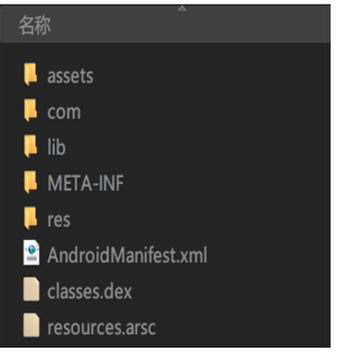 名称
assets
com
lib
META-INF
res
AndroidManifest.xml
classes.dex
resources.arsc